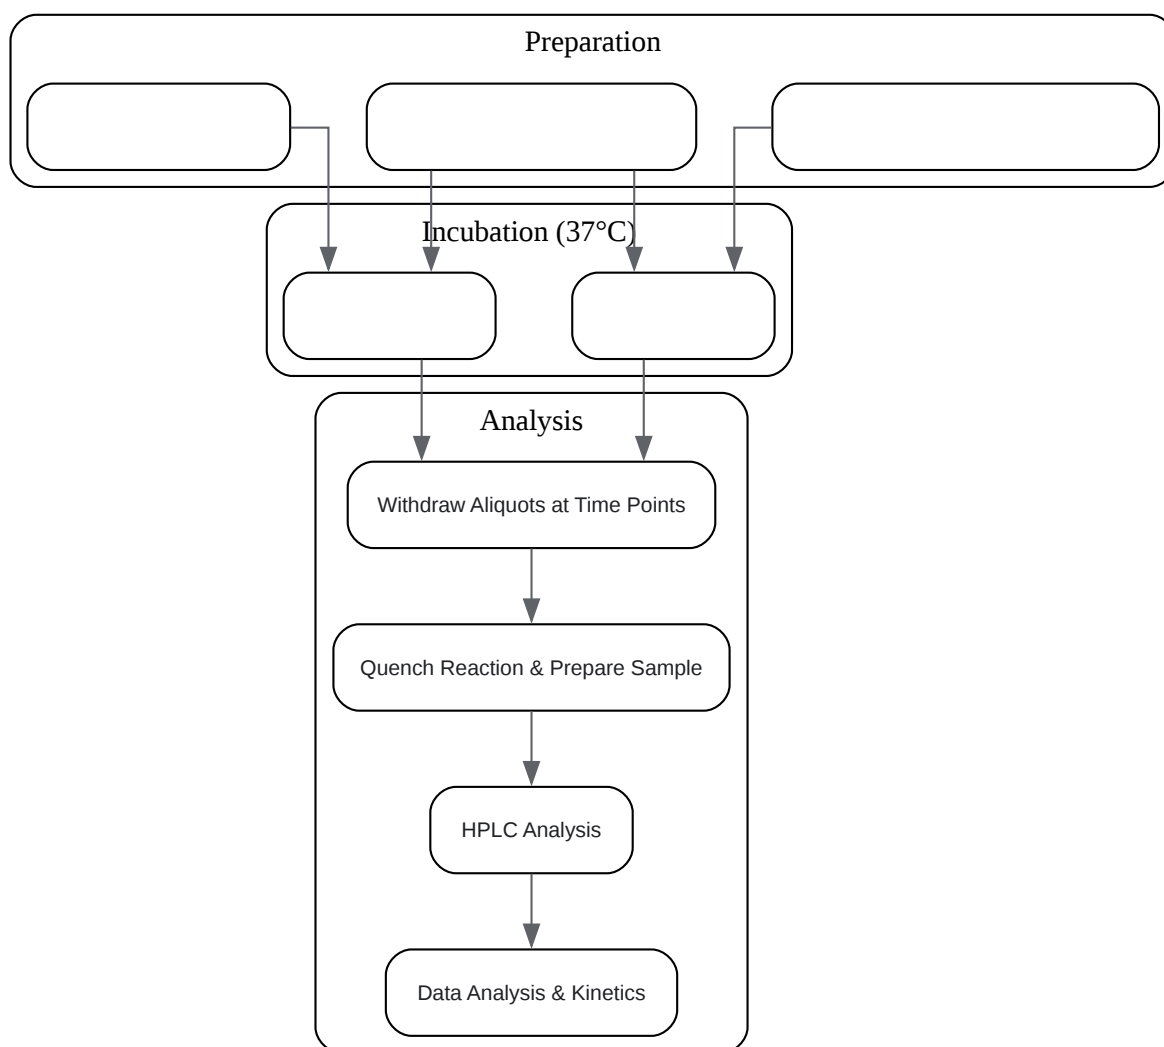 Preparation
Incubation (37°C)
Analysis
Withdraw Aliquots at Time Points
Quench Reaction & Prepare Sample
HPLC Analysis
Data Analysis & Kinetics